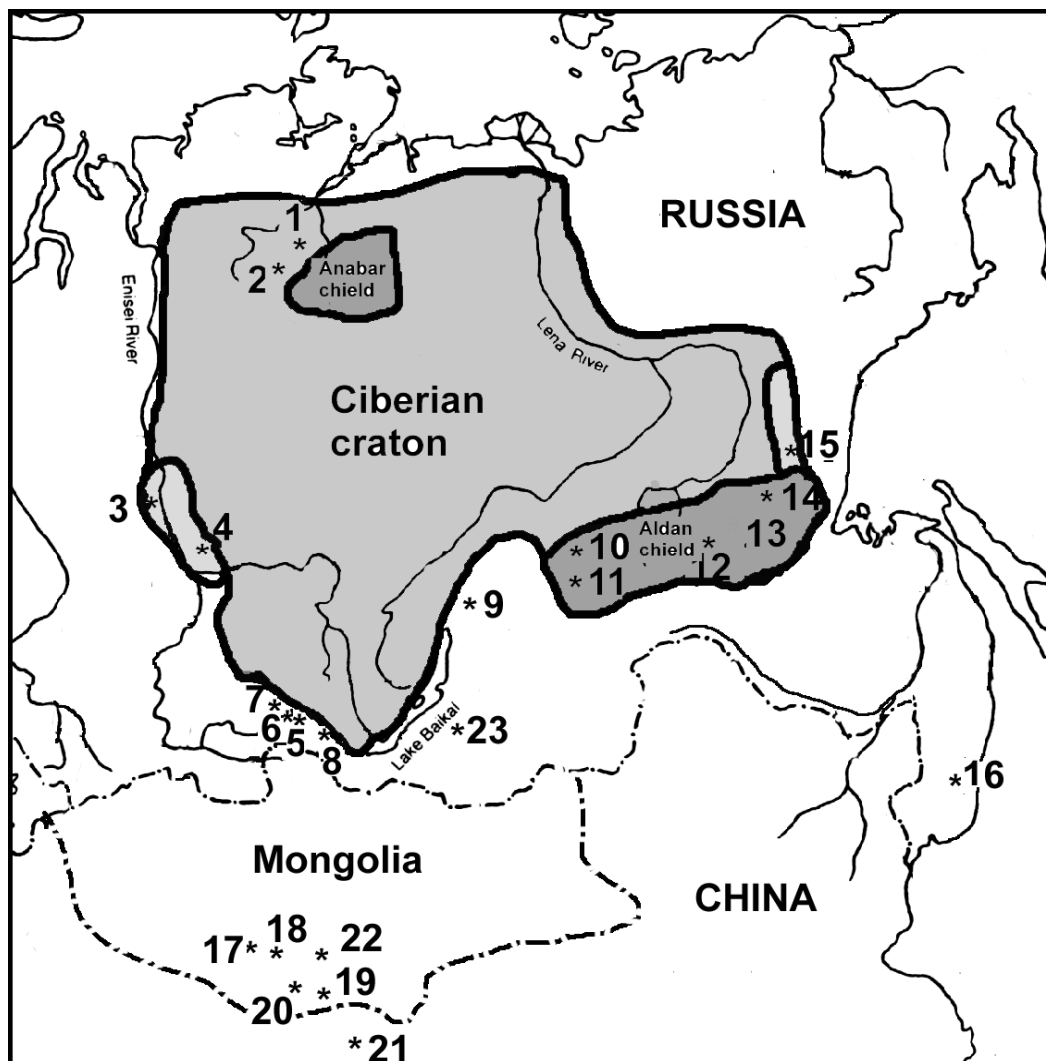 RUSSIA
1
2
Anabar
chield
Enisei River
Lena River
Ciberian
craton
15
3
4
14
10
Aldan
chield
13
12
11
9
7
6
5
8
Lake Baikai
23
16
Mongolia
CHINA
17
18
22
19
20
21